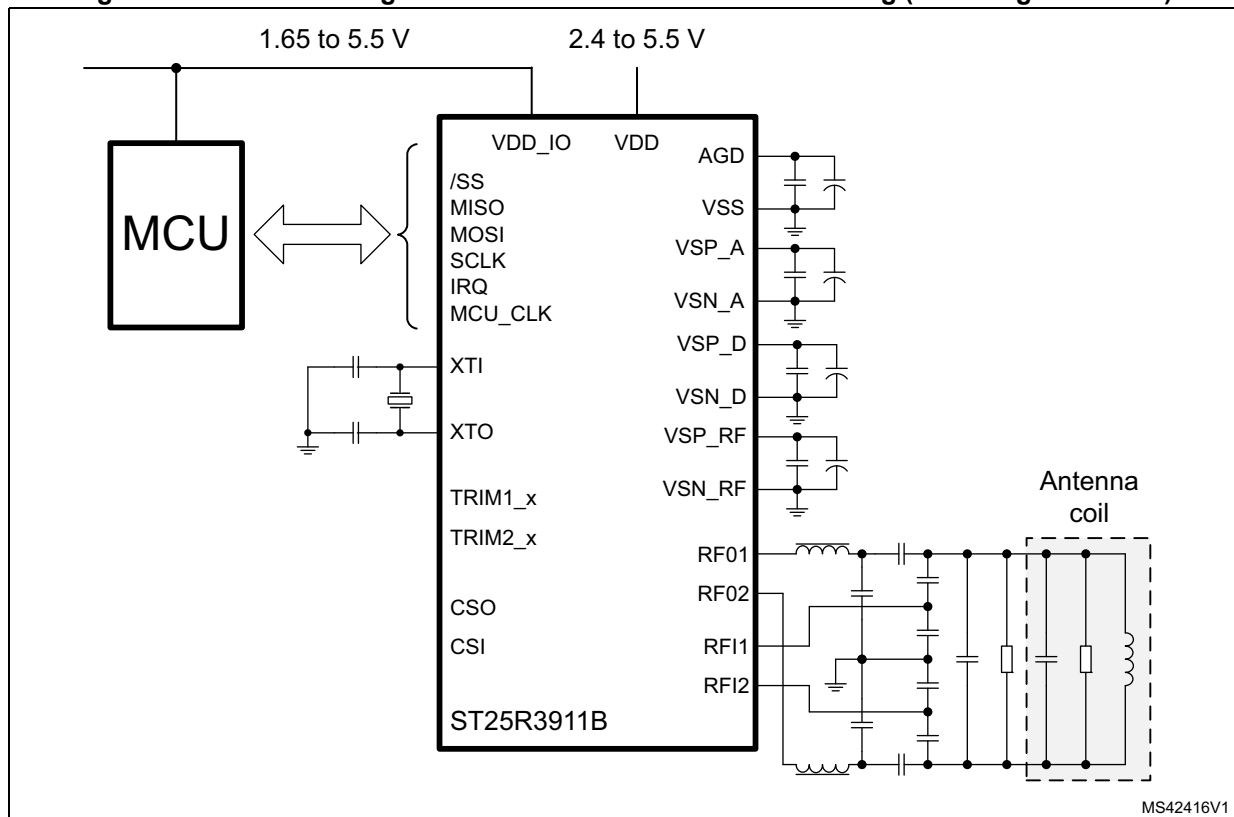 1.65 to 5.5 V
2.4 to 5.5 V
MCU
VDD_IO
VDD
/SS
MISO
MOSI
SCLK
IRQ
MCU_CLK
XTI
XTO
TRIM1_x
TRIM2_x
CSO
CSI
ST25R3911B
AGD
VSS
VSP_A
VSN_A
VSP_D
VSN_D
VSP_RF
VSN_RF
RF01
RF02
RFI1
RFI2
Antenna
coil
MS42416V1